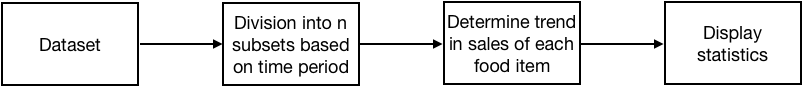 Dataset
Division into n
subsets based
on time period
Determine trend
in sales of each
food item
Display
statistics